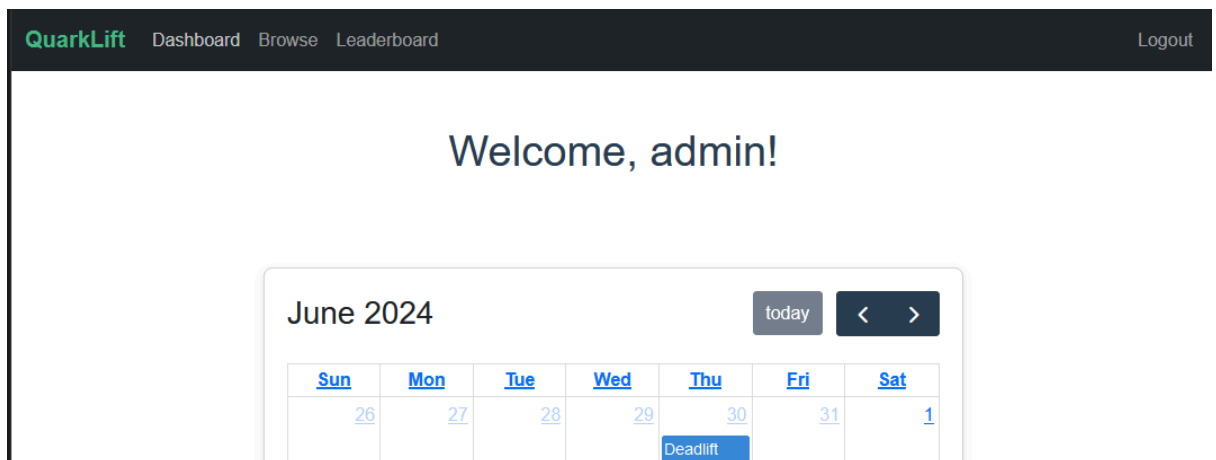 QuarkLift Dashboard Browse Leaderboard Logout
Welcome, admin!
June 2024 today
Sun Mon Tue Wed Thu Fri Sat
26 27 28 29 30 31 1
Deadlift